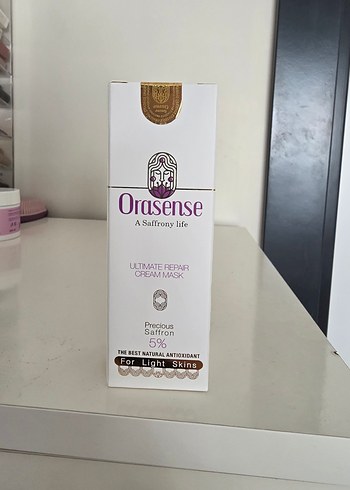 Orasense
A Saffrony life
ULTIMATE REPAIR
CREAM MASK
Precious
Saffron
5%
THE BEST NATURAL ANTIOXIDANT
For Light Skins